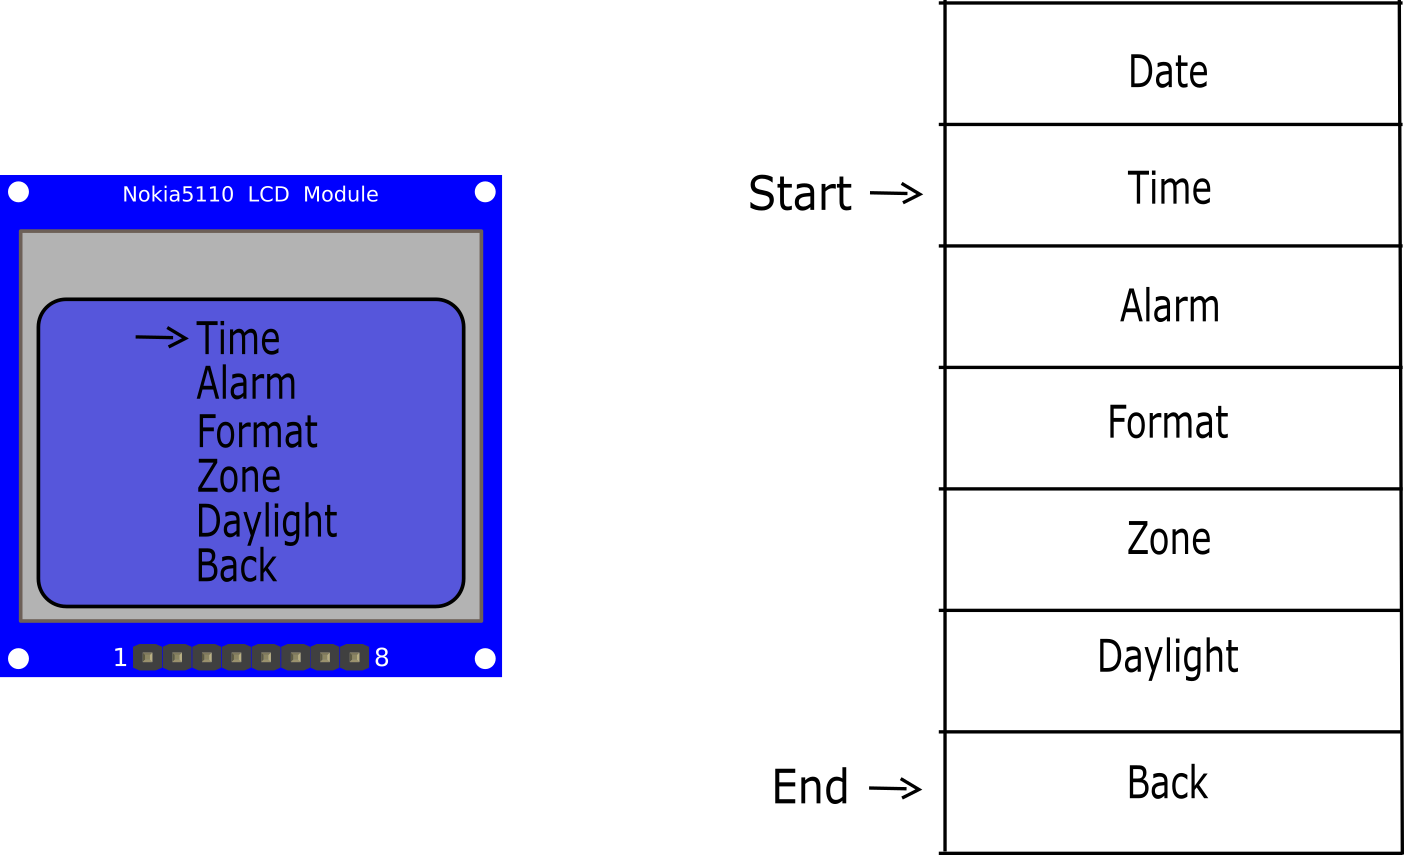 Nokia5110 LCD Module
Time
Alarm
Format
Zone
Daylight
Back
1 8
Date
Start Time
Alarm
Format
Zone
Daylight
End Back